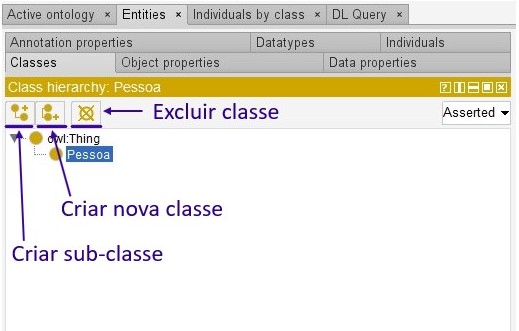 Active ontology × Entities × Individuals by class × DL Query ×
Annotation properties Datatypes Individuals
Classes Object properties Data properties
Class hierarchy: Pessoa
Excluir classe Asserted
owl:Thing
Pessoa
Criar nova classe
Criar sub-classe